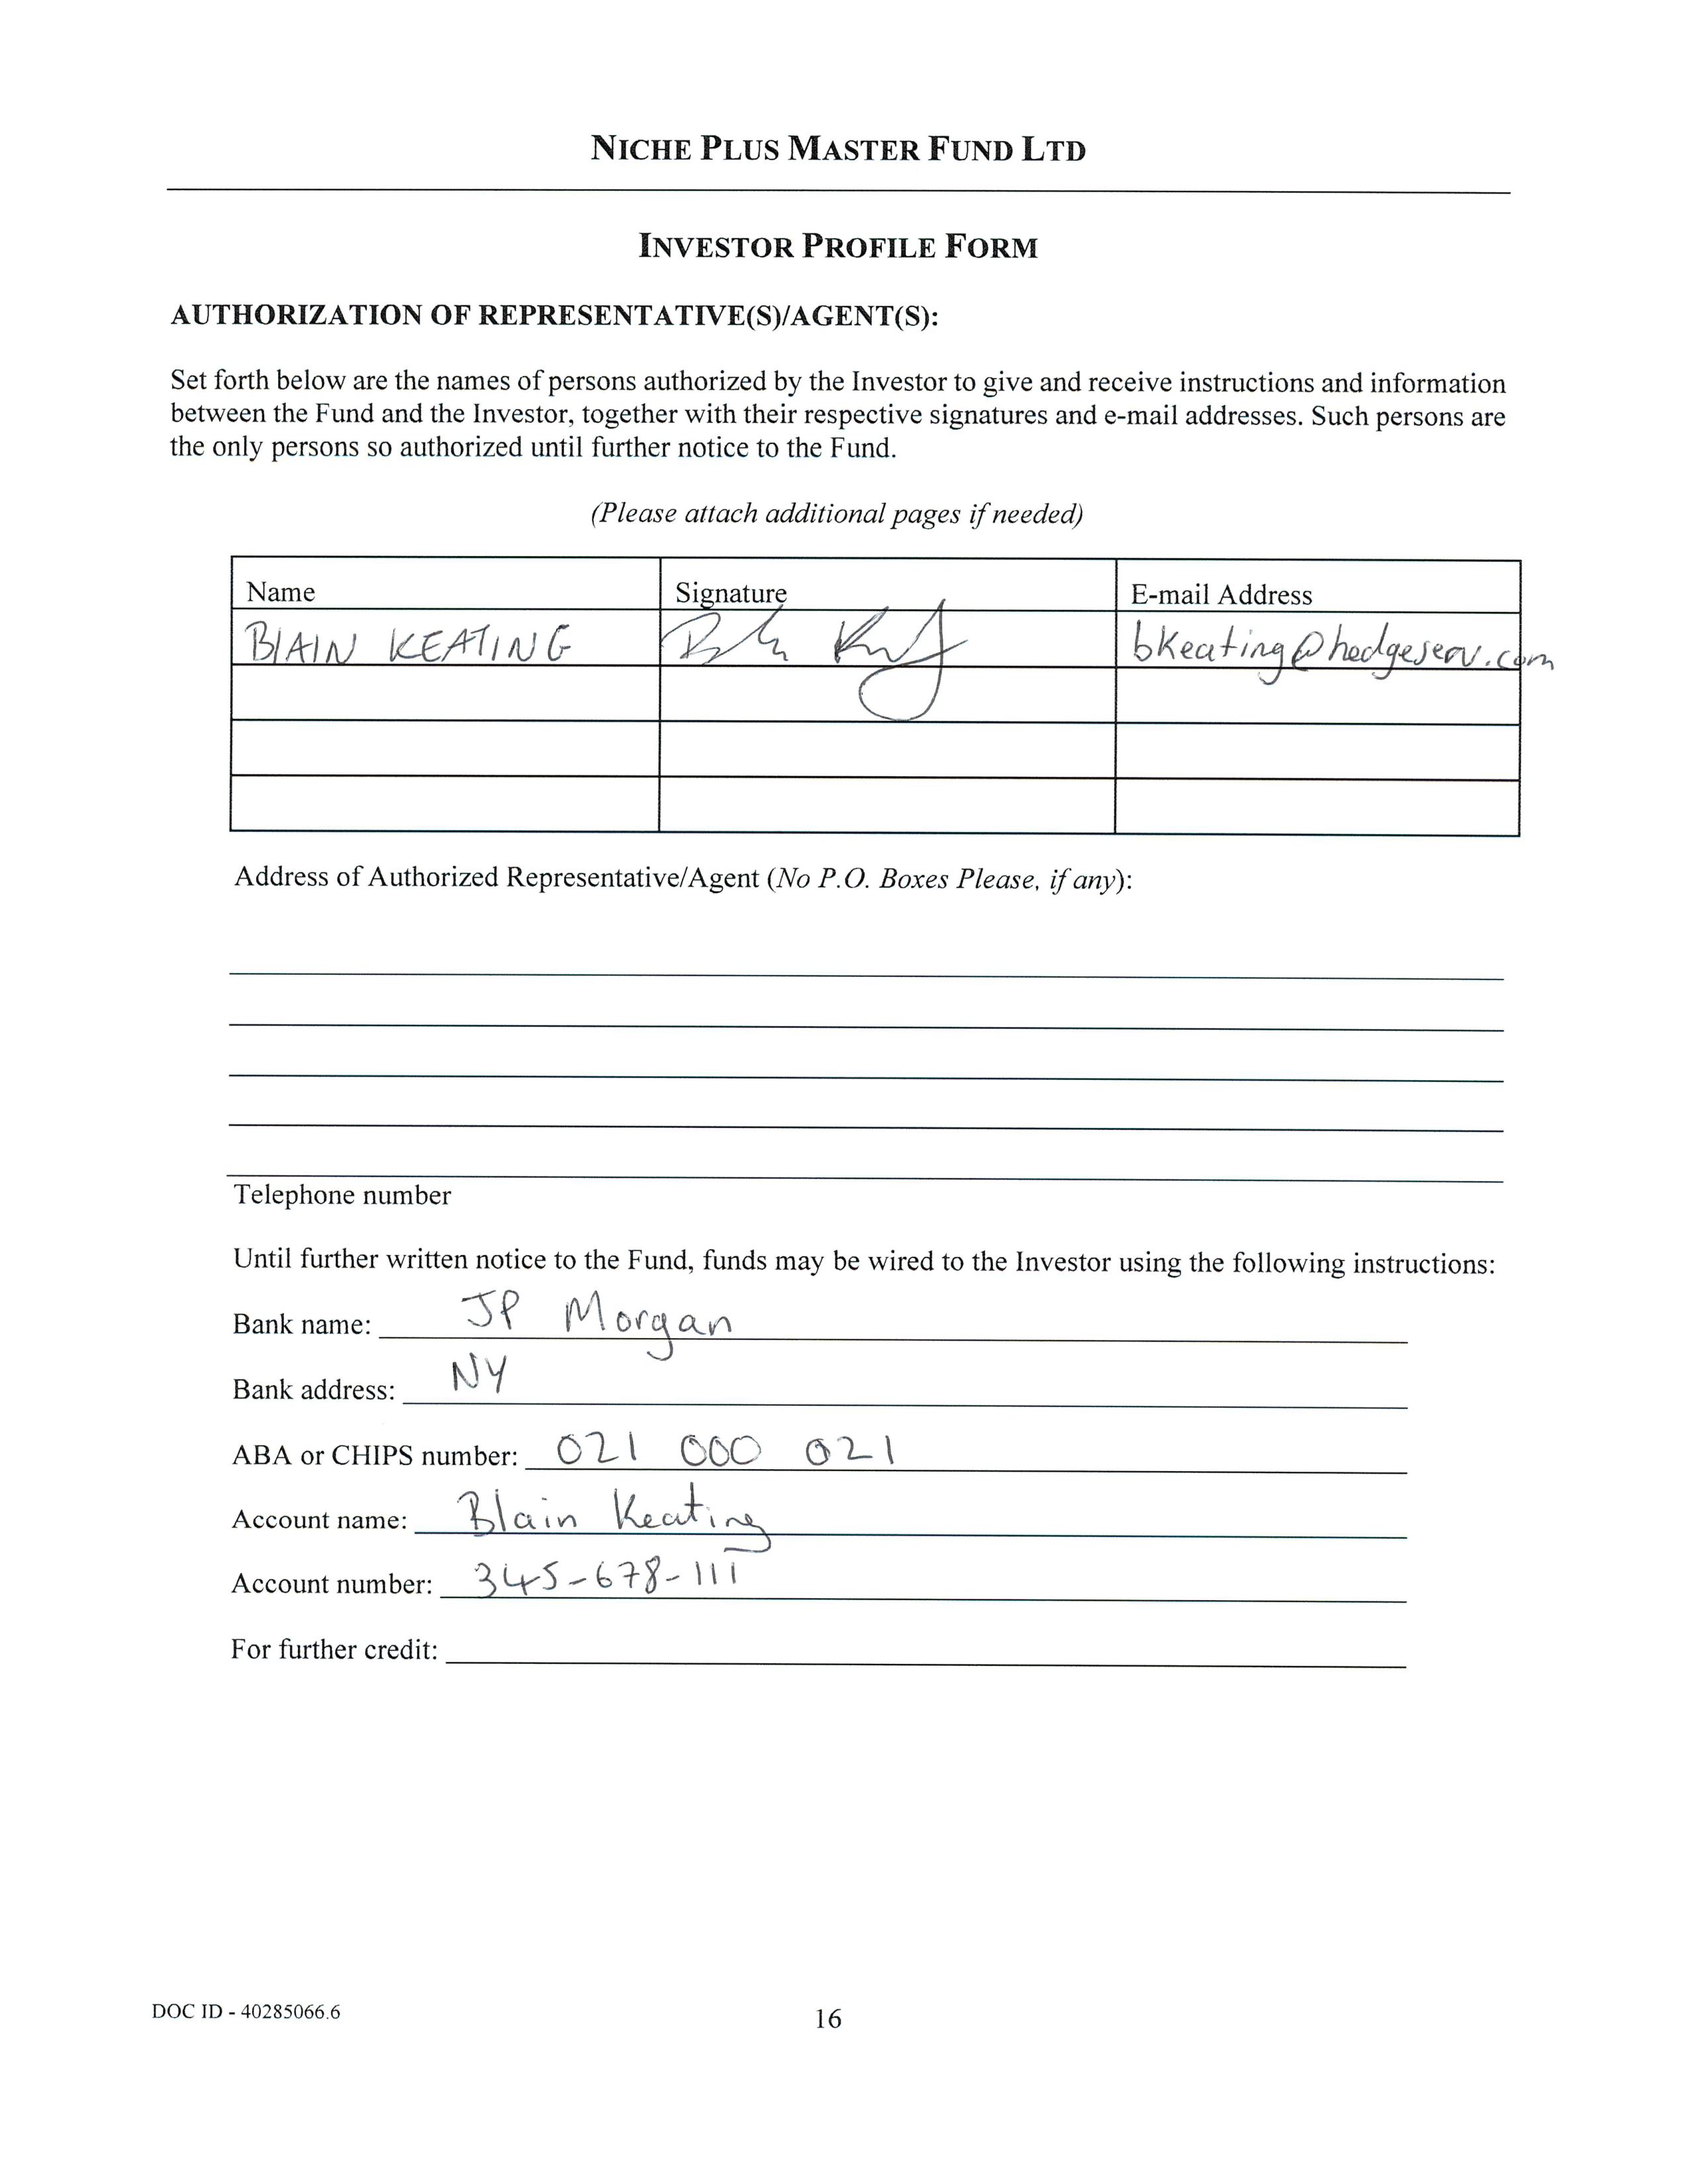 NICHE PLUS MASTER FUND LTD
INVESTOR PROFILE FORM
AUTHORIZATION OF REPRESENTATIVE(S)/AGENT(S):
Set forth below are the names of persons authorized by the Investor to give and receive instructions and information
between the Fund and the Investor, together with their respective signatures and e-mail addresses. Such persons are
the only persons so authorized until further notice to the Fund.
(Please attach additional pages if needed)
Name Signature E-mail Address
BLAIN KEATING bKeating@hedgeserv.com
Address of Authorized Representative/Agent (No P.O. Boxes Please, if any):
Telephone number
Until further written notice to the Fund, funds may be wired to the Investor using the following instructions:
Bank name: JP Morgan
Bank address: NY
ABA or CHIPS number: 021 000 021
Account name: Blain Keating
Account number: 345-678-111
For further credit:
DOC ID - 40285066.6
16